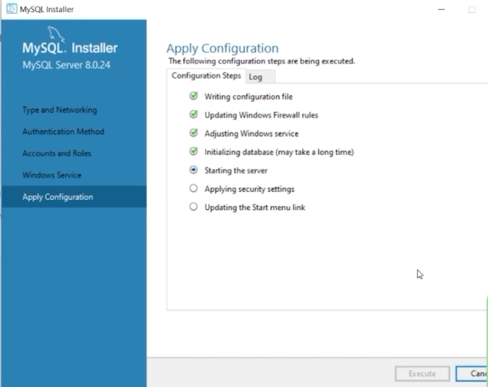 MySQL Installer
MySQL. Installer
MySQL Server 8.0.24
Type and Networking
Authentication Method
Accounts and Roles
Windows Service
Apply Configuration
Apply Configuration
The following configuration steps are being executed.
Configuration Steps Log
Writing configuration file
Updating Windows Firewall rules
Adjusting Windows service
Initializing database (may take a long time)
Starting the server
Applying security settings
Updating the Start menu link
Execute